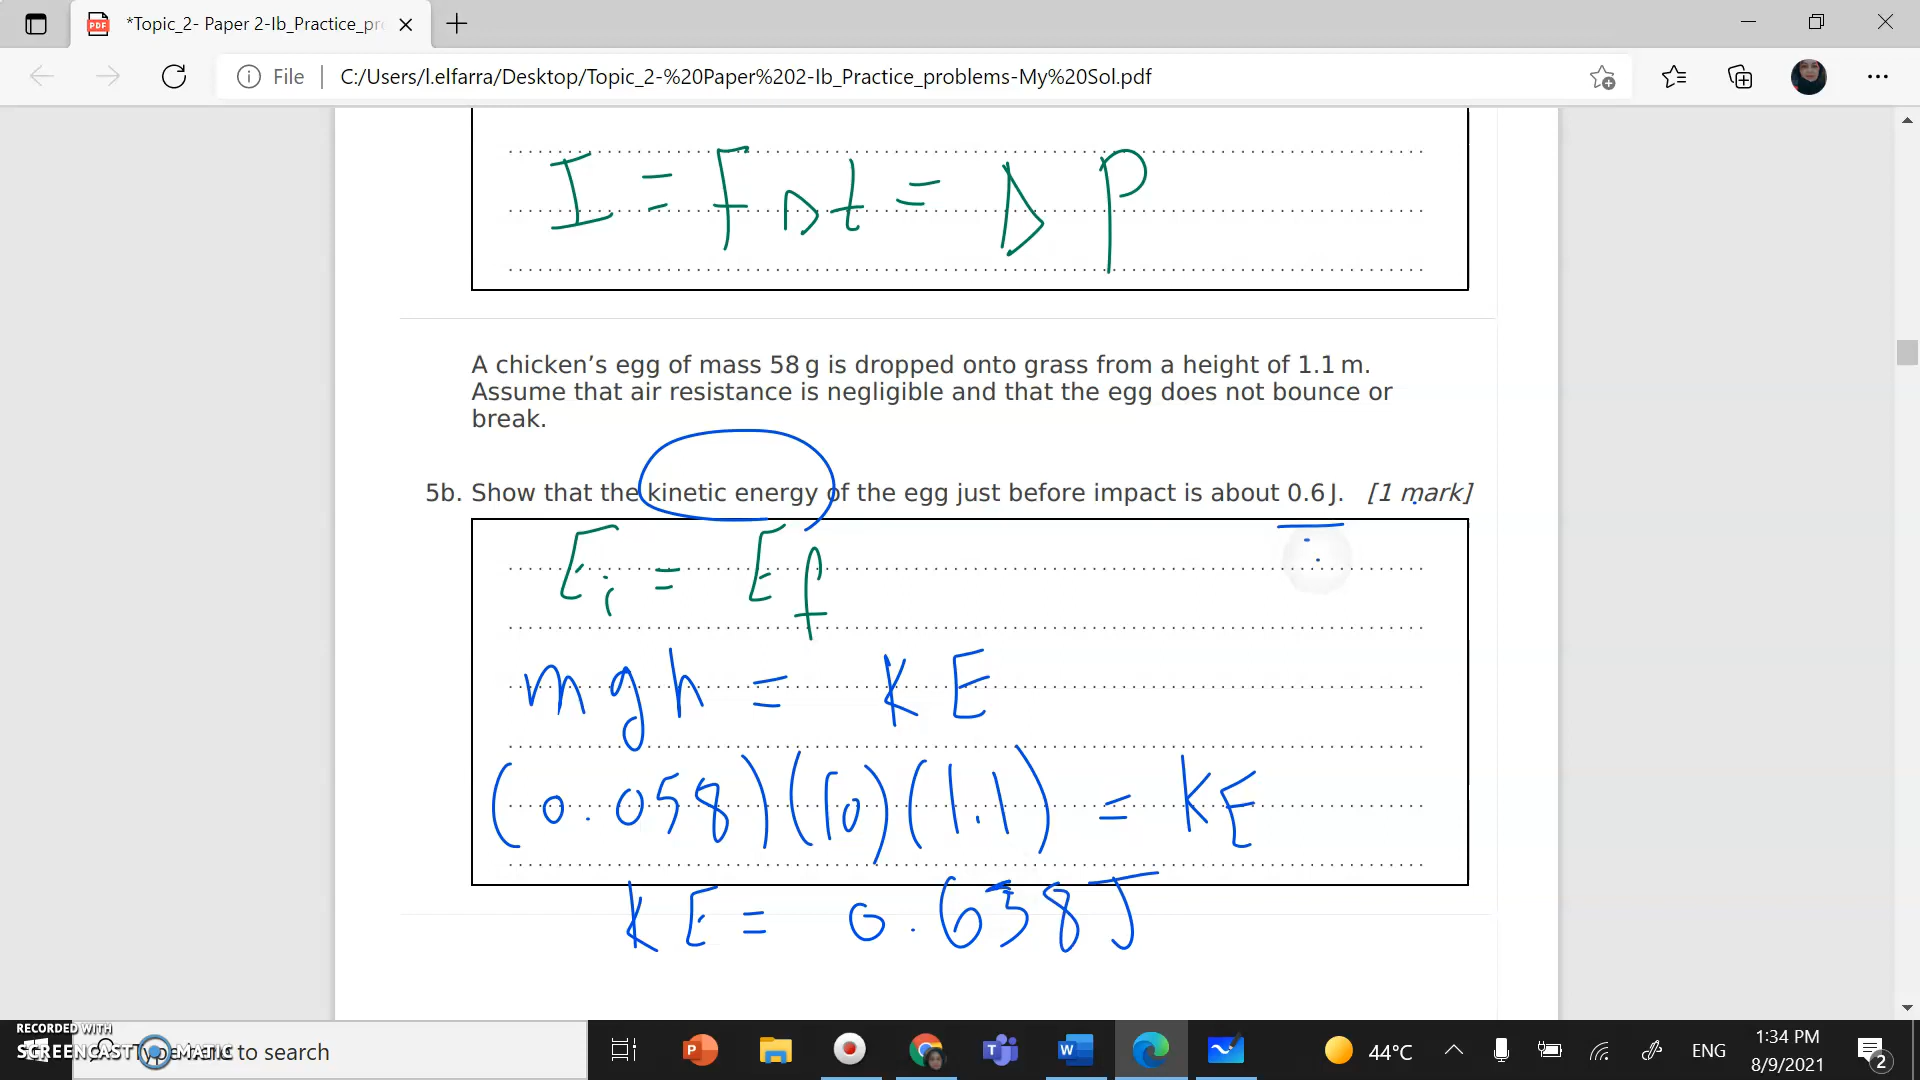 *Topic_2- Paper 2-Ib_Practice_pr
File
C:/Users/l.elfarra/Desktop/Topic_2-%20Paper%202-Ib_Practice_problems-My%20Sol.pdf
I = F Δt = Δ P
A chicken's egg of mass 58 g is dropped onto grass from a height of 1.1 m.
Assume that air resistance is negligible and that the egg does not bounce or
break.
5b. Show that the kinetic energy of the egg just before impact is about 0.6 J. [1 mark]
Ei = Ef
mgh = KE
(0.058)(10)(1.1) = KE
KE = 0.638 J
RECORDED WITH
SCREENCAST MATIC
to search
44°C
ENG
1:34 PM
8/9/2021
2